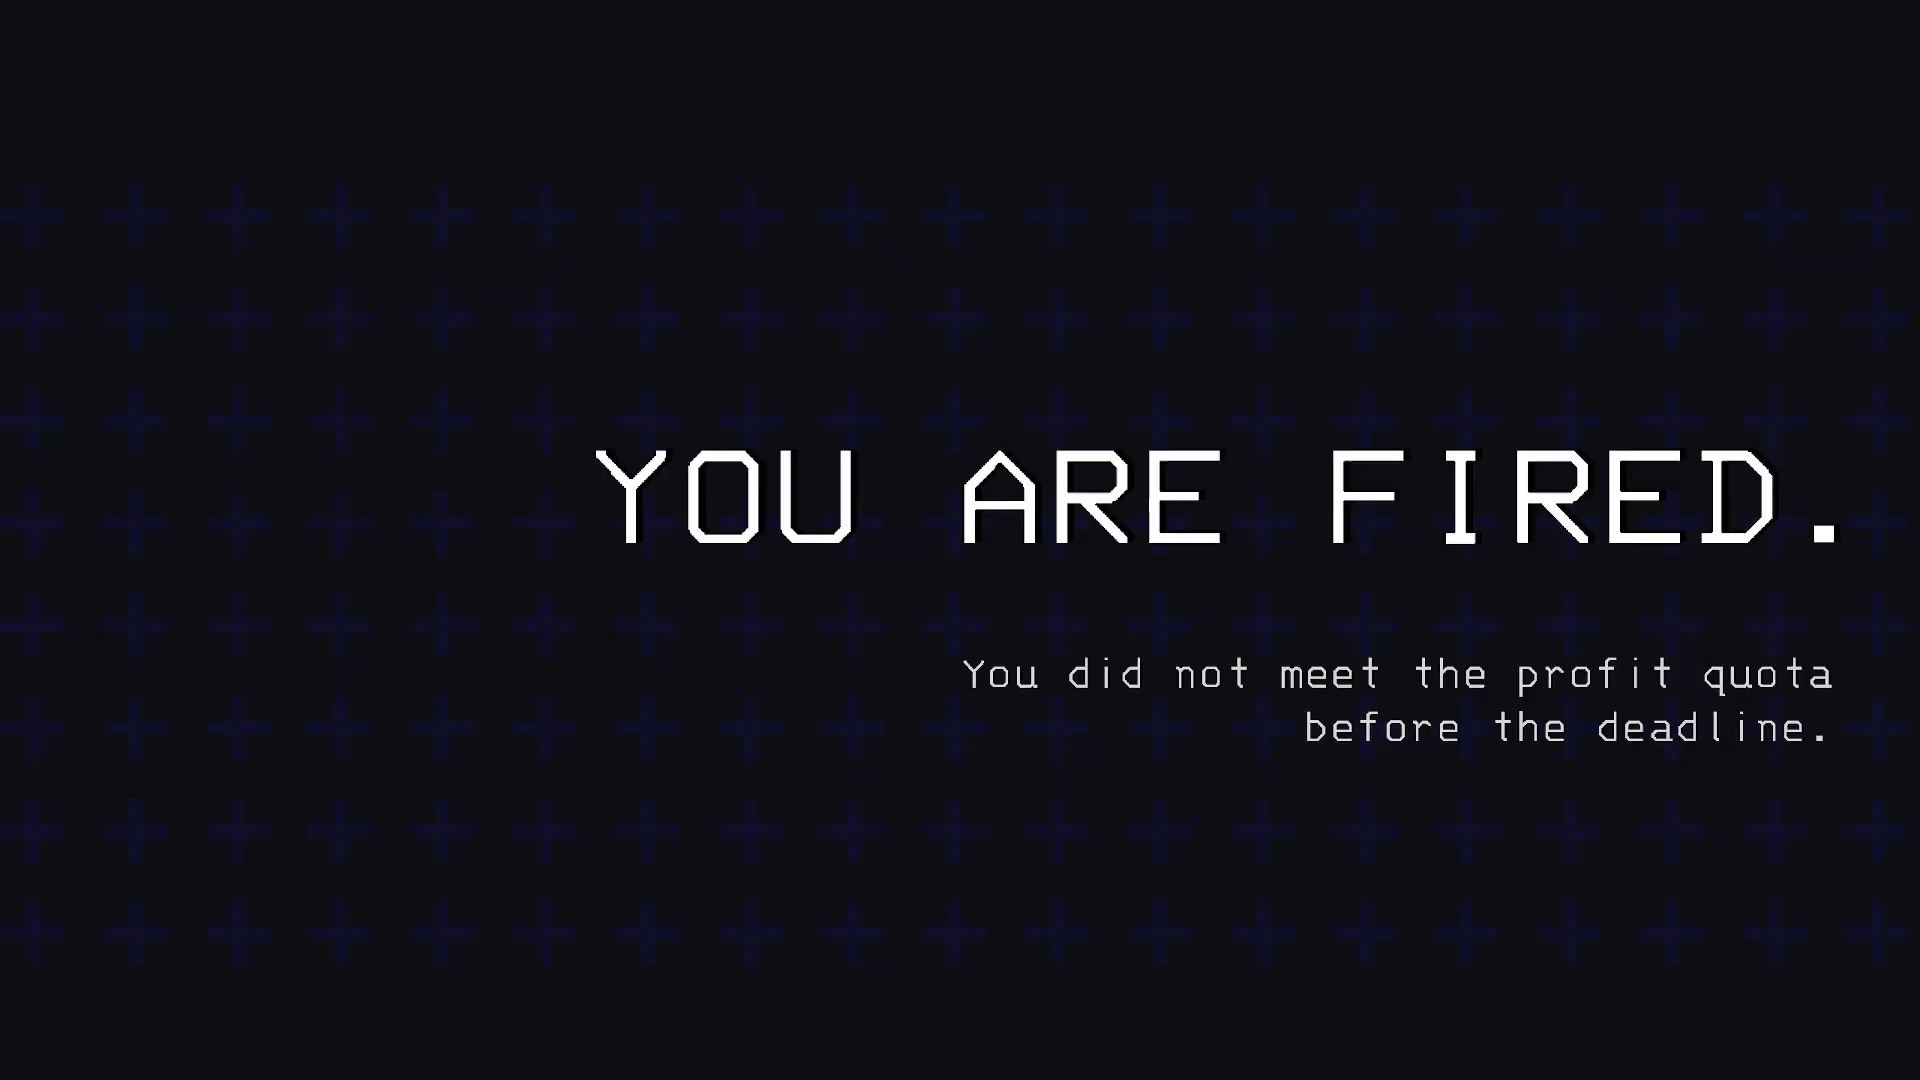 YOU ARE FIRED.
You did not meet the profit quota
before the deadline.